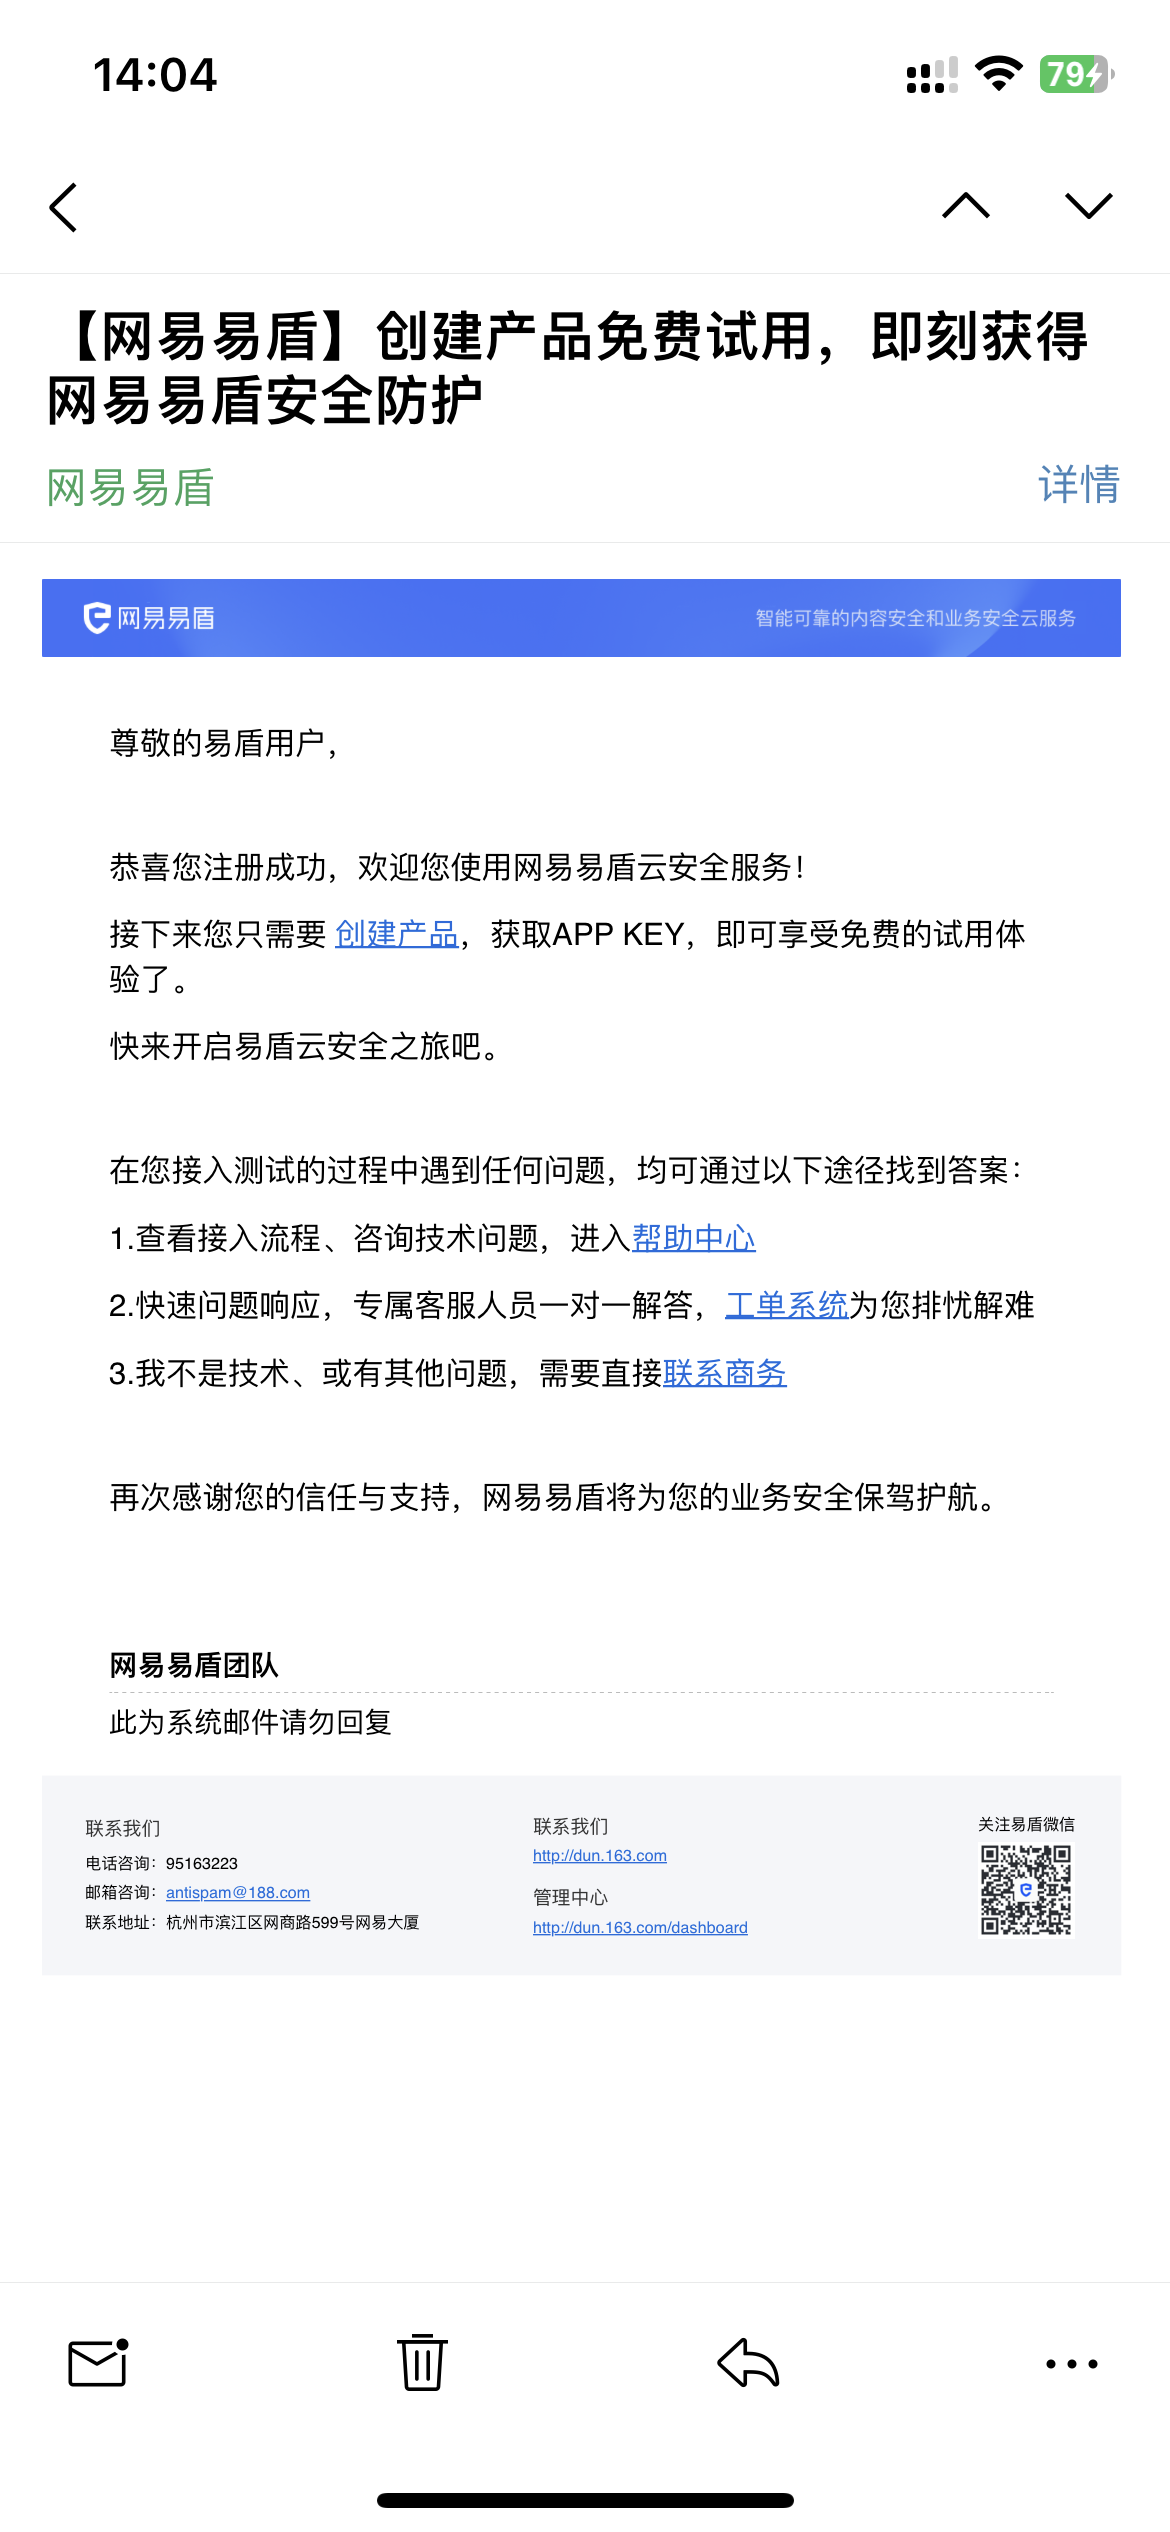 14:04
79
【网易易盾】创建产品免费试用，即刻获得
网易易盾安全防护
网易易盾
详情
网易易盾
智能可靠的内容安全和业务安全云服务
尊敬的易盾用户，
恭喜您注册成功，欢迎您使用网易易盾云安全服务！
接下来您只需要 创建产品，获取APP KEY，即可享受免费的试用体
验了。
快来开启易盾云安全之旅吧。
在您接入测试的过程中遇到任何问题，均可通过以下途径找到答案：
1.查看接入流程、咨询技术问题，进入帮助中心
2.快速问题响应，专属客服人员一对一解答，工单系统为您排忧解难
3.我不是技术、或有其他问题，需要直接联系商务
再次感谢您的信任与支持，网易易盾将为您的业务安全保驾护航。
网易易盾团队
此为系统邮件请勿回复
联系我们
电话咨询：95163223
邮箱咨询：antispam@188.com
联系地址：杭州市滨江区网商路599号网易大厦
联系我们
http://dun.163.com
管理中心
http://dun.163.com/dashboard
关注易盾微信